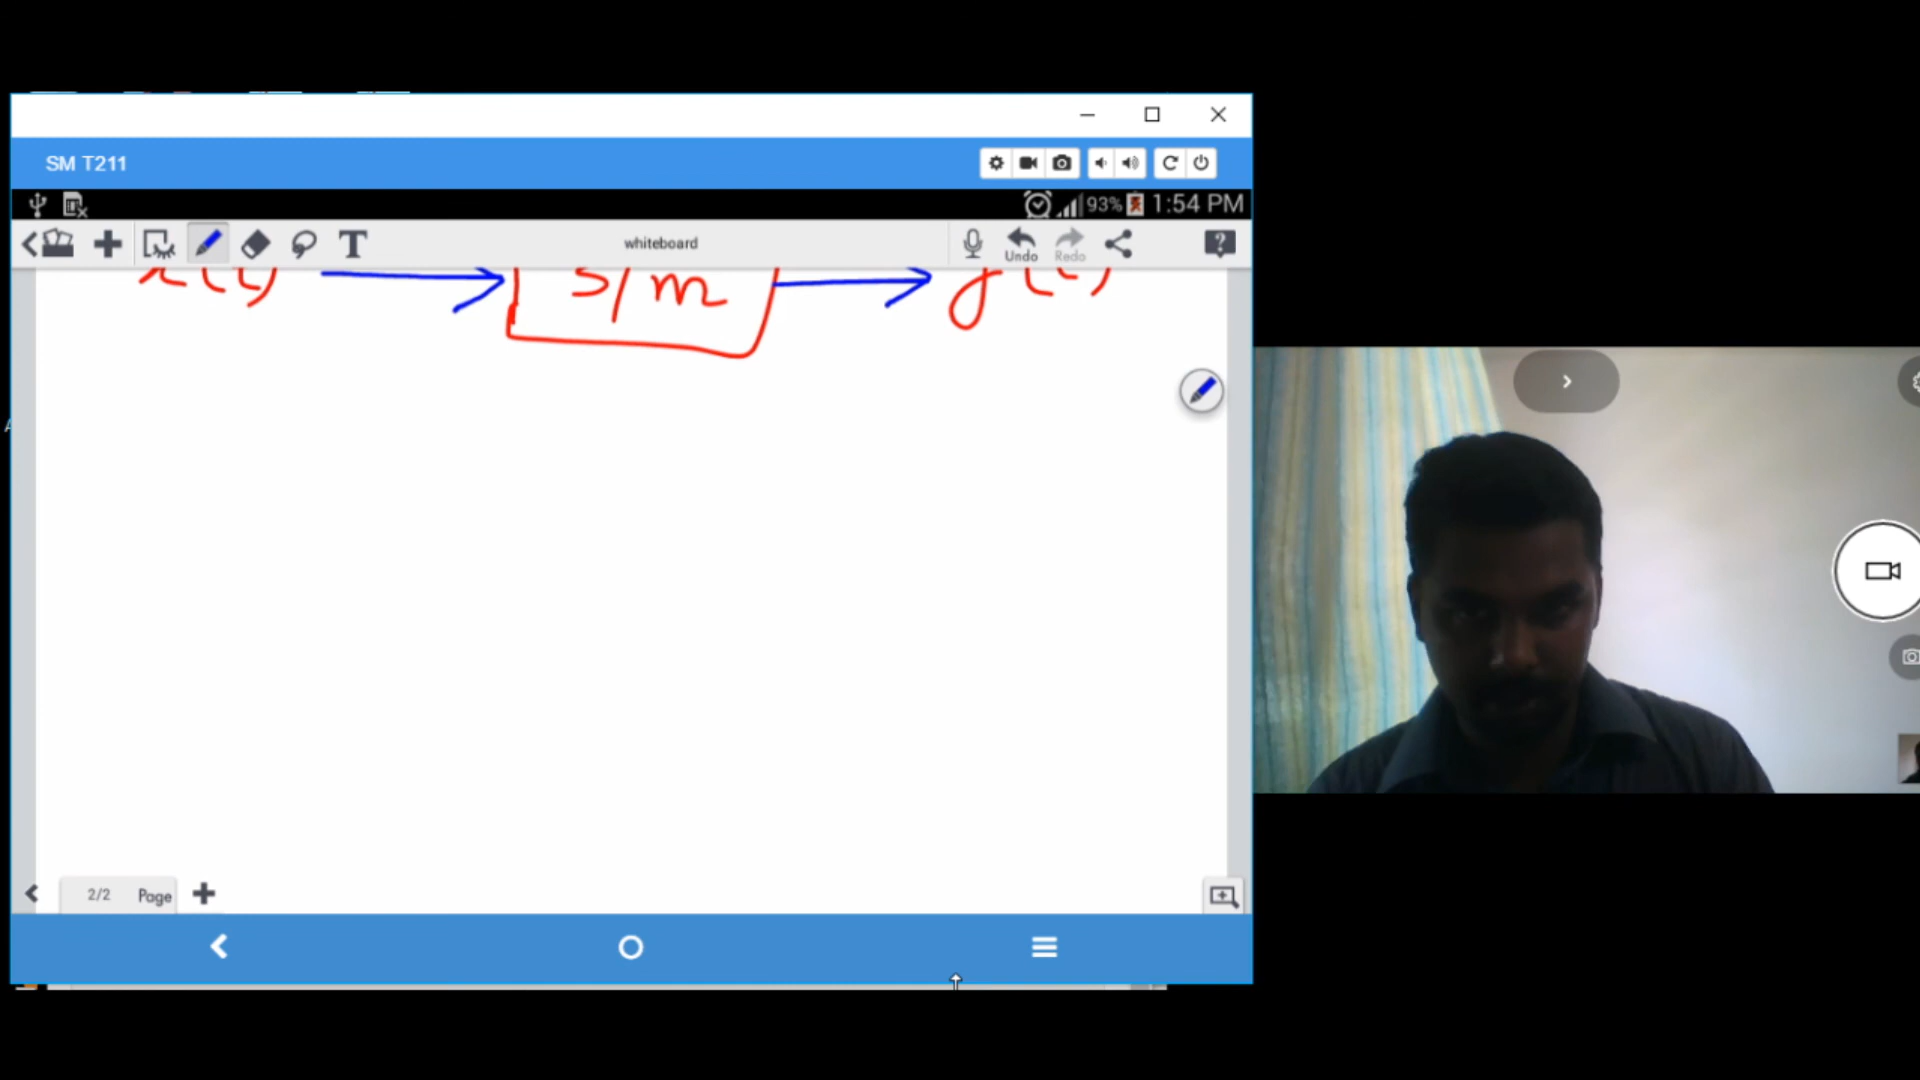 SM T211
93% 1:54 PM
whiteboard
Undo
Redo
x(t) S/m y(t)
2/2 Page